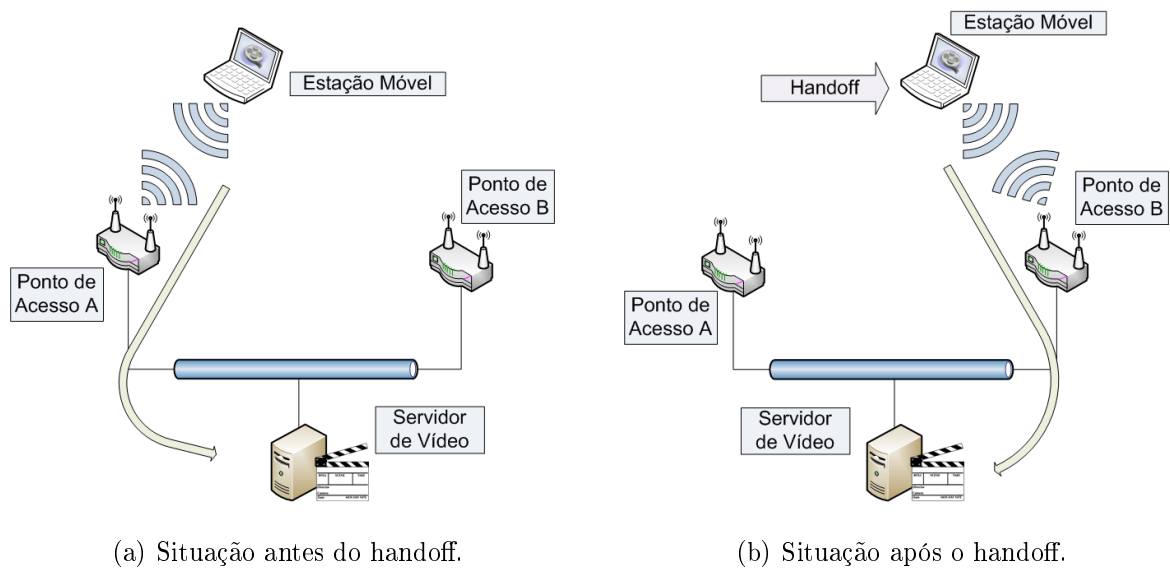 Estação Móvel
Ponto de
Acesso B
Ponto de
Acesso A
Servidor
de Vídeo
(a) Situação antes do handoff.
Estação Móvel
Handoff
Ponto de
Acesso B
Ponto de
Acesso A
Servidor
de Vídeo
(b) Situação após o handoff.